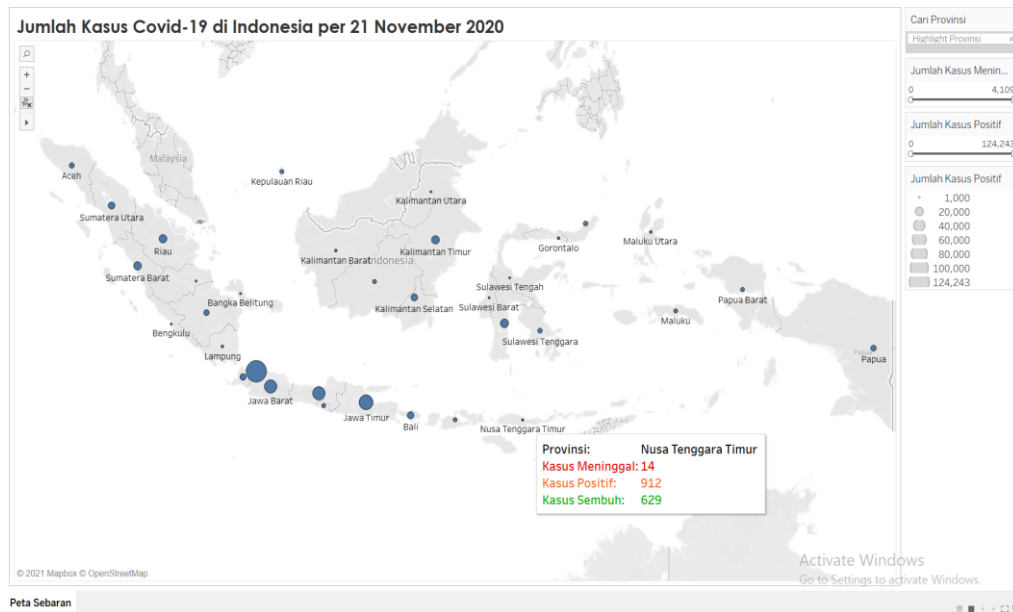 Jumlah Kasus Covid-19 di Indonesia per 21 November 2020
Cari Provinsi
Highlight Provinsi
Jumlah Kasus Menin...
0 4,109
Jumlah Kasus Positif
0 124,243
Jumlah Kasus Positif
1,000
20,000
40,000
60,000
80,000
100,000
124,243
Malaysia
Aceh
Kepulauan Riau
Sumatera Utara
Kalimantan Utara
Riau
Kalimantan Timur
Gorontalo
Maluku Utara
Kalimantan Barat
Indonesia
Sumatera Barat
Sulawesi Tengah
Bangka Belitung
Kalimantan Selatan
Sulawesi Barat
Papua Barat
Maluku
Bengkulu
Sulawesi Tenggara
Lampung
Papua
Papua
Jawa Barat
Jawa Timur
Bali
Nusa Tenggara Timur
Provinsi: Nusa Tenggara Timur
Kasus Meninggal: 14
Kasus Positif: 912
Kasus Sembuh: 629
Activate Windows
Go to Settings to activate Windows.
© 2021 Mapbox © OpenStreetMap
Peta Sebaran